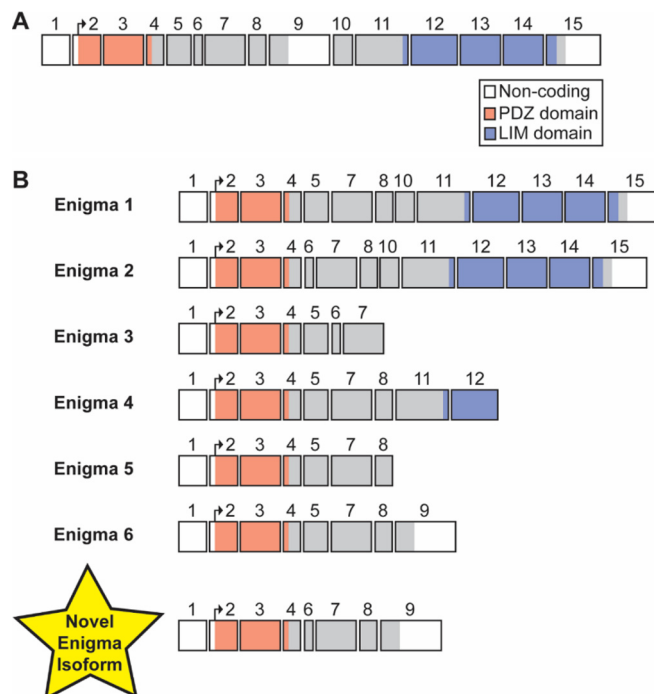 A
1 2 3 4 5 6 7 8 9 10 11 12 13 14 15
Non-coding
PDZ domain
LIM domain
B
1 2 3 4 5 7 8 10 11 12 13 14 15
Enigma 1
1 2 3 4 6 7 8 10 11 12 13 14 15
Enigma 2
1 2 3 4 5 6 7
Enigma 3
1 2 3 4 5 7 8 11 12
Enigma 4
1 2 3 4 5 7 8
Enigma 5
1 2 3 4 5 7 8 9
Enigma 6
1 2 3 4 6 7 8 9
Novel
Enigma
Isoform